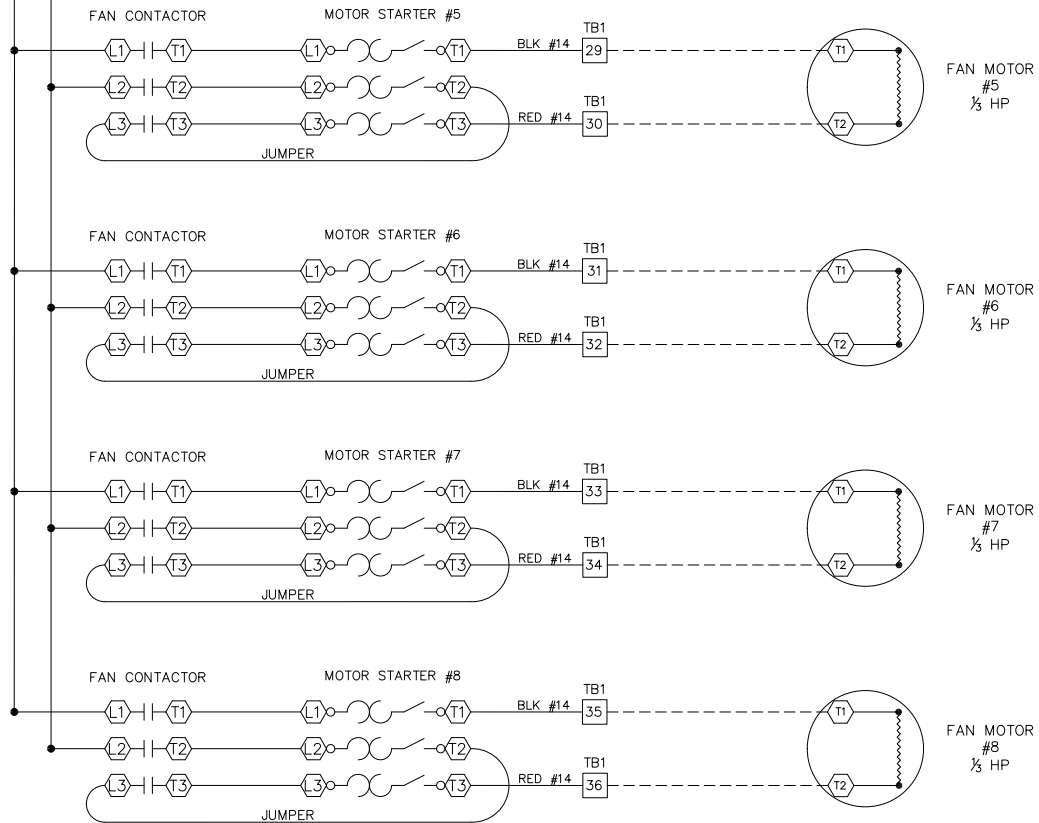 FAN CONTACTOR
MOTOR STARTER #5
TB1
L1 T1 L1 T1 BLK #14 29 T1
L2 T2 L2 T2
FAN MOTOR
#5
⅓ HP
TB1
L3 T3 L3 T3 RED #14 30 T2
JUMPER
FAN CONTACTOR
MOTOR STARTER #6
TB1
L1 T1 L1 T1 BLK #14 31 T1
L2 T2 L2 T2
FAN MOTOR
#6
⅓ HP
TB1
L3 T3 L3 T3 RED #14 32 T2
JUMPER
FAN CONTACTOR
MOTOR STARTER #7
TB1
L1 T1 L1 T1 BLK #14 33 T1
L2 T2 L2 T2
FAN MOTOR
#7
⅓ HP
TB1
L3 T3 L3 T3 RED #14 34 T2
JUMPER
FAN CONTACTOR
MOTOR STARTER #8
TB1
L1 T1 L1 T1 BLK #14 35 T1
L2 T2 L2 T2
FAN MOTOR
#8
⅓ HP
TB1
L3 T3 L3 T3 RED #14 36 T2
JUMPER